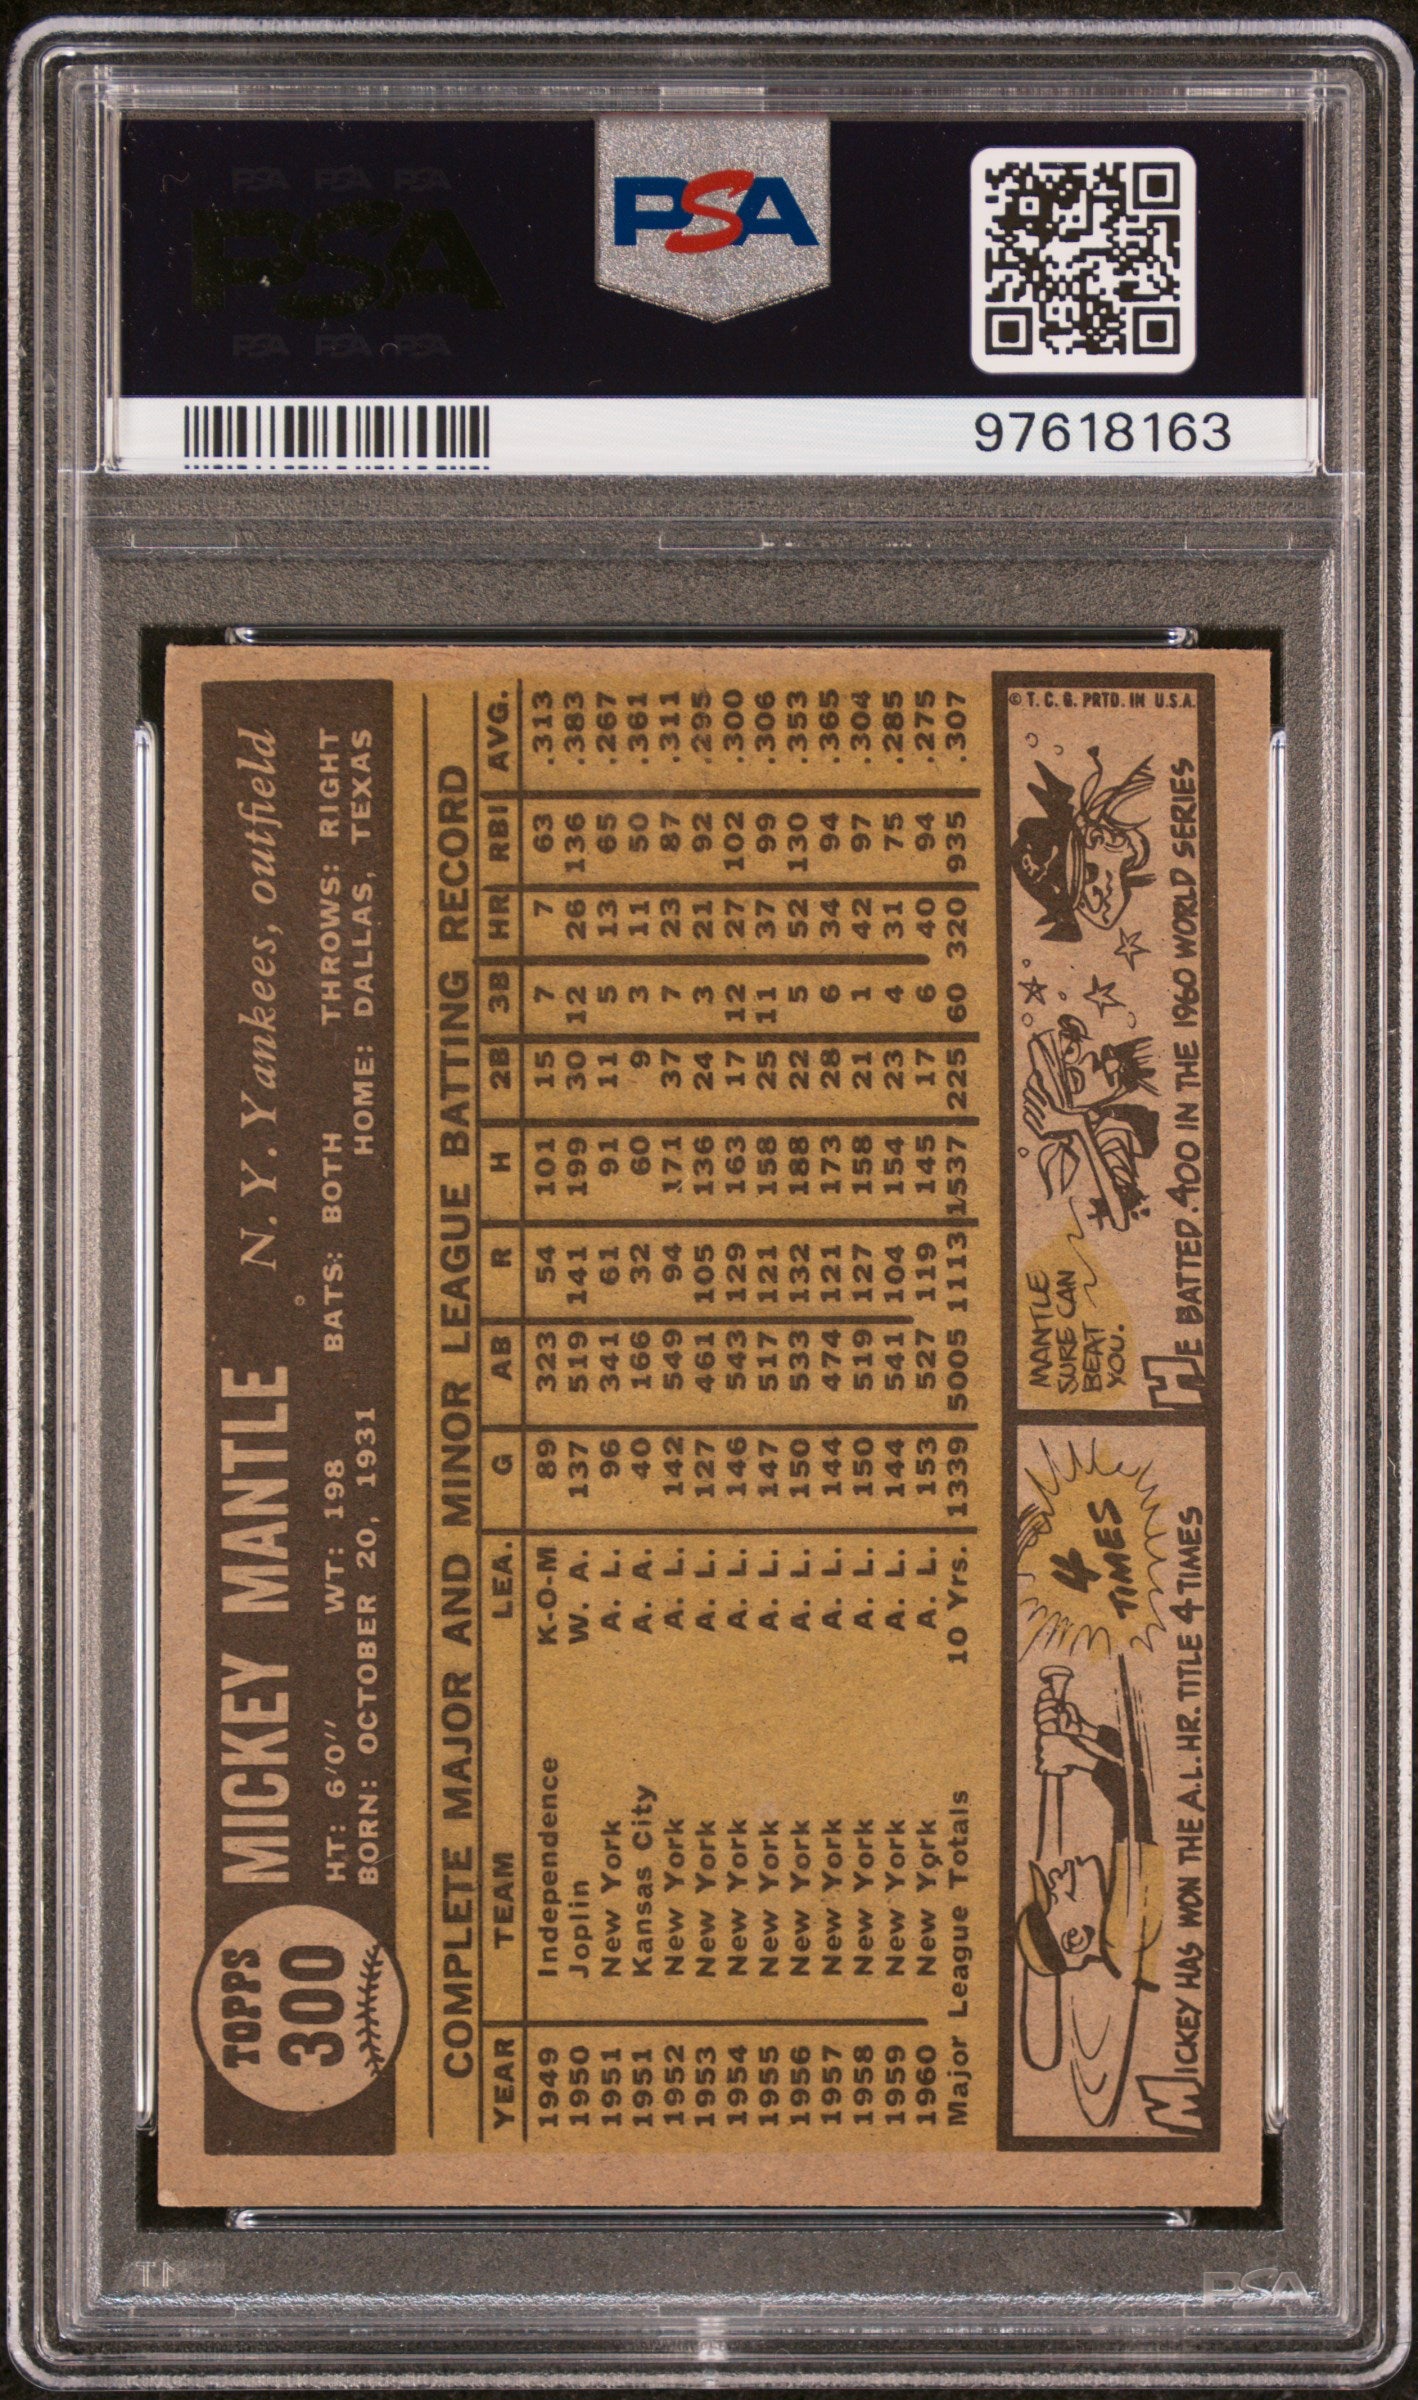 PSA PSA PSA
PSA
PSA PSA PSA
PSA
97618163
TOPPS
300
MICKEY MANTLE N. Y. Yankees, outfield
HT: 6'0" WT: 198 BATS: BOTH THROWS: RIGHT
BORN: OCTOBER 20, 1931 HOME: DALLAS, TEXAS
COMPLETE MAJOR AND MINOR LEAGUE BATTING RECORD
YEAR TEAM LEA. G AB R H 2B 3B HR RBI AVG.
1949 Independence K-O-M 89 323 54 101 15 7 7 63 .313
1950 Joplin W. A. 137 519 141 199 30 12 26 136 .383
1951 New York A. L. 96 341 61 91 11 5 13 65 .267
1951 Kansas City A. A. 40 166 32 60 9 3 11 50 .361
1952 New York A. L. 142 549 94 171 37 7 23 87 .311
1953 New York A. L. 127 461 105 136 24 3 21 92 .295
1954 New York A. L. 146 543 129 163 17 12 27 102 .300
1955 New York A. L. 147 517 121 158 25 11 37 99 .306
1956 New York A. L. 150 533 132 188 22 5 52 130 .353
1957 New York A. L. 144 474 121 173 28 6 34 94 .365
1958 New York A. L. 150 519 127 158 21 1 42 97 .304
1959 New York A. L. 144 541 104 154 23 4 31 75 .285
1960 New York A. L. 153 527 119 145 17 6 40 94 .275
Major League Totals 10 Yrs. 1339 5005 1113 1537 225 60 320 935 .307
4
TIMES
MICKEY HAS WON THE A.L. HR. TITLE 4 TIMES
MANTLE
SURE CAN
BEAT
YOU.
HE BATTED .400 IN THE 1960 WORLD SERIES
© T. C. G. PRTD. IN U.S.A.
PSA